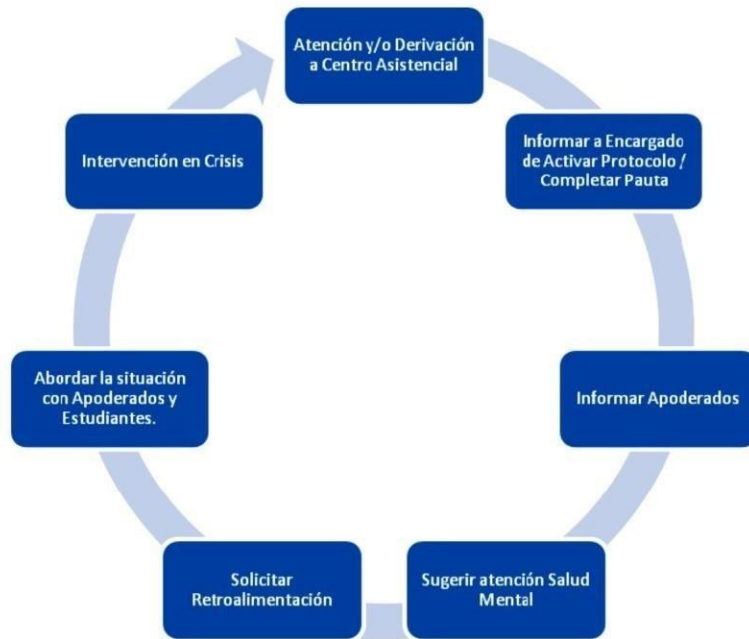 Atención y/o Derivación
a Centro Asistencial
Informar a Encargado
de Activar Protocolo /
Completar Pauta
Informar Apoderados
Sugerir atención Salud
Mental
Solicitar
Retroalimentación
Abordar la situación
con Apoderados y
Estudiantes.
Intervención en Crisis